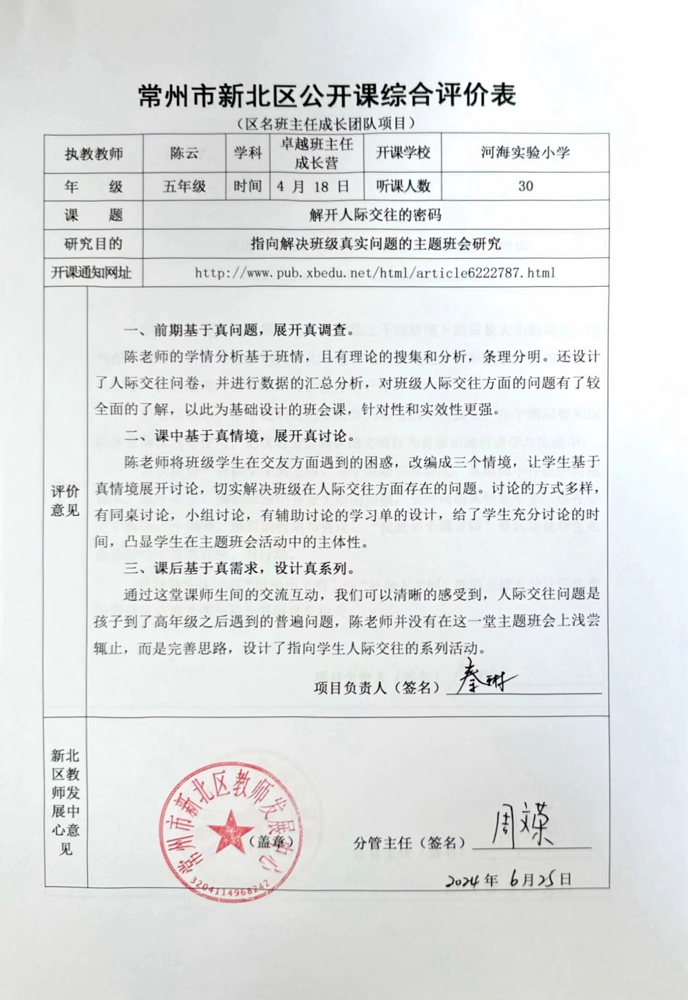 常州市新北区公开课综合评价表
（区名班主任成长团队项目）
执教教师 陈云 学科 卓越班主任成长营 开课学校 河海实验小学
年 级 五年级 时间 4 月 18 日 听课人数 30
课 题 解开人际交往的密码
研究目的 指向解决班级真实问题的主题班会研究
开课通知网址 http://www.pub.xbedu.net/html/article6222787.html
评价意见
一、前期基于真问题，展开真调查。
陈老师的学情分析基于班情，且有理论的搜集和分析，条理分明。还设计
了人际交往问卷，并进行数据的汇总分析，对班级人际交往方面的问题有了较
全面的了解，以此为基础设计的班会课，针对性和实效性更强。
二、课中基于真情境，展开真讨论。
陈老师将班级学生在交友方面遇到的困惑，改编成三个情境，让学生基于
真情境展开讨论，切实解决班级在人际交往方面存在的问题。讨论的方式多样，
有同桌讨论，小组讨论，有辅助讨论的学习单的设计，给了学生充分讨论的时
间，凸显学生在主题班会活动中的主体性。
三、课后基于真需求，设计真系列。
通过这堂课师生间的交流互动，我们可以清晰的感受到，人际交往问题是
孩子到了高年级之后遇到的普遍问题，陈老师并没有在这一堂主题班会上浅尝
辄止，而是完善思路，设计了指向学生人际交往的系列活动。
项目负责人（签名）秦琳
新北区教师发展中心意见
常州市新北区教师发展中心
（盖章）
3204114968242
分管主任（签名）周文荣
2024年 6月25日